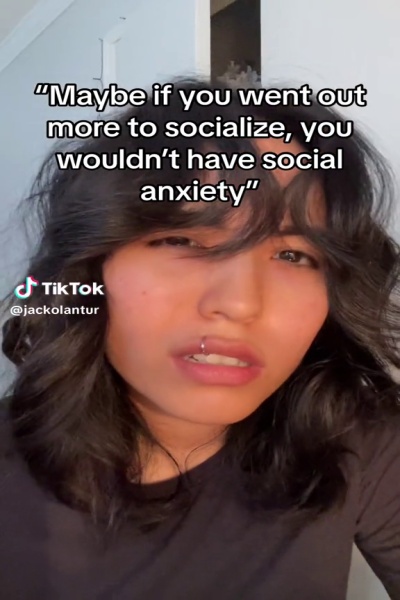 “Maybe if you went out
more to socialize, you
wouldn’t have social
anxiety”
TikTok
@jackolantur